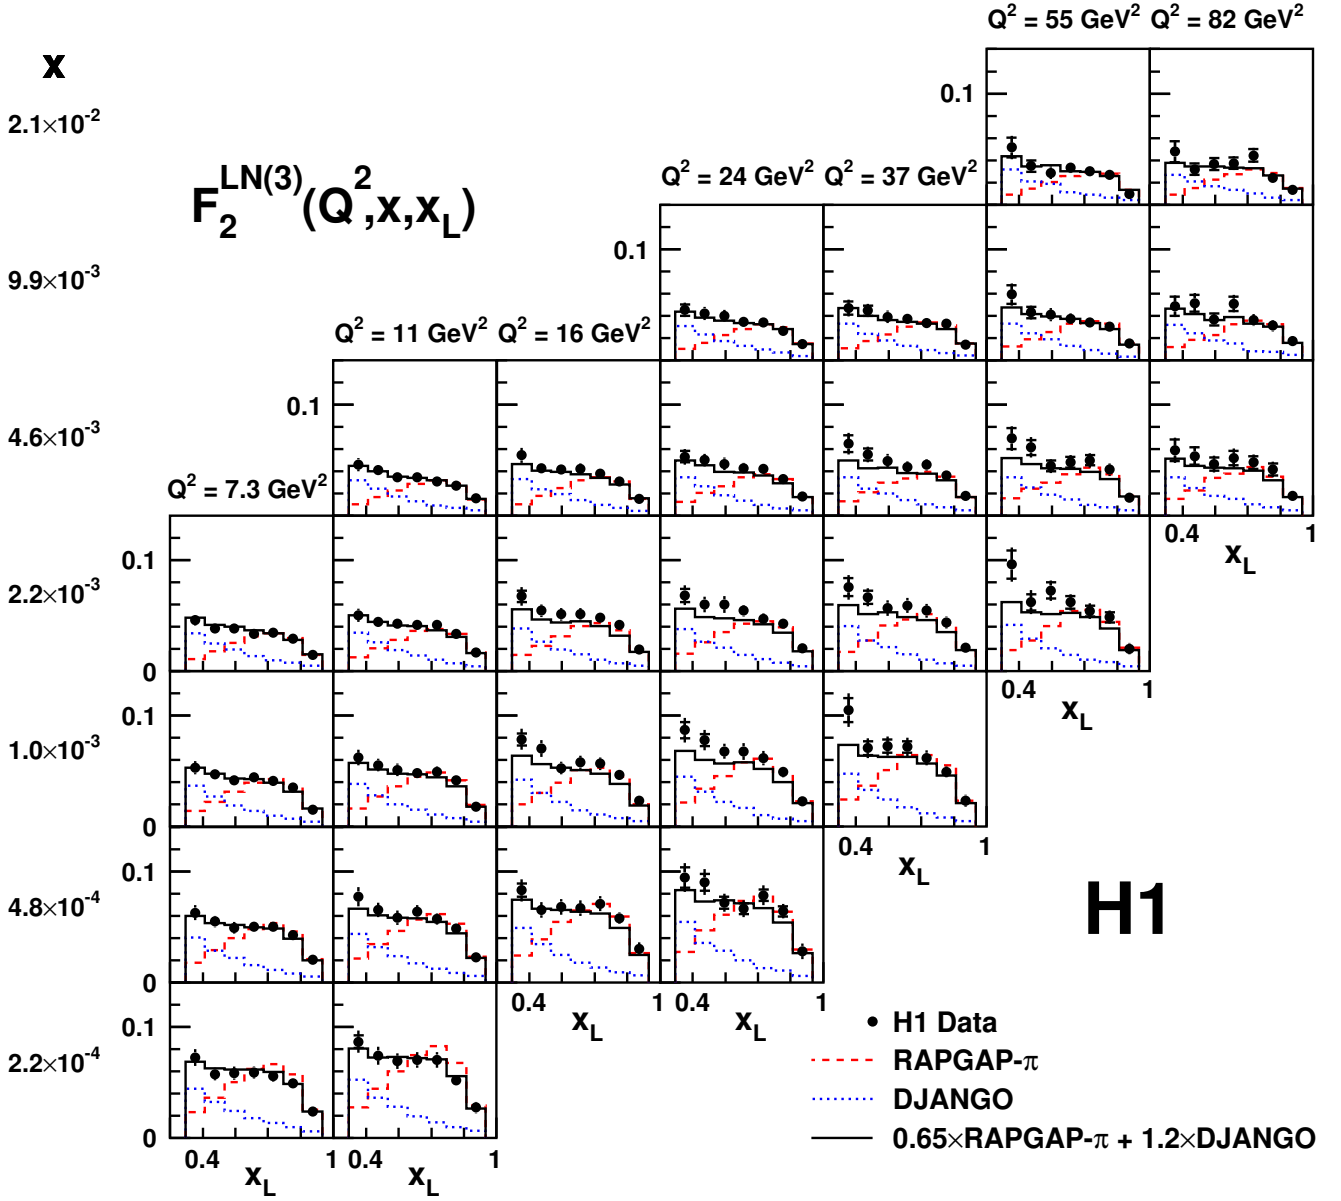 Q² = 55 GeV² Q² = 82 GeV²
x
0.1
2.1×10⁻²
F₂^LN(3)(Q²,x,x_L)
Q² = 24 GeV² Q² = 37 GeV²
0.1
9.9×10⁻³
Q² = 11 GeV² Q² = 16 GeV²
0.1
4.6×10⁻³
Q² = 7.3 GeV²
0.4 1
x_L
0.1
2.2×10⁻³
0
0.4 1
x_L
0.1
1.0×10⁻³
0
0.4 1
x_L
0.1
4.8×10⁻⁴
H1
0
0.4 1 0.4 1
x_L x_L
0.1
2.2×10⁻⁴
0
0.4 1 0.4 1
x_L x_L
H1 Data
RAPGAP-π
DJANGO
0.65×RAPGAP-π + 1.2×DJANGO